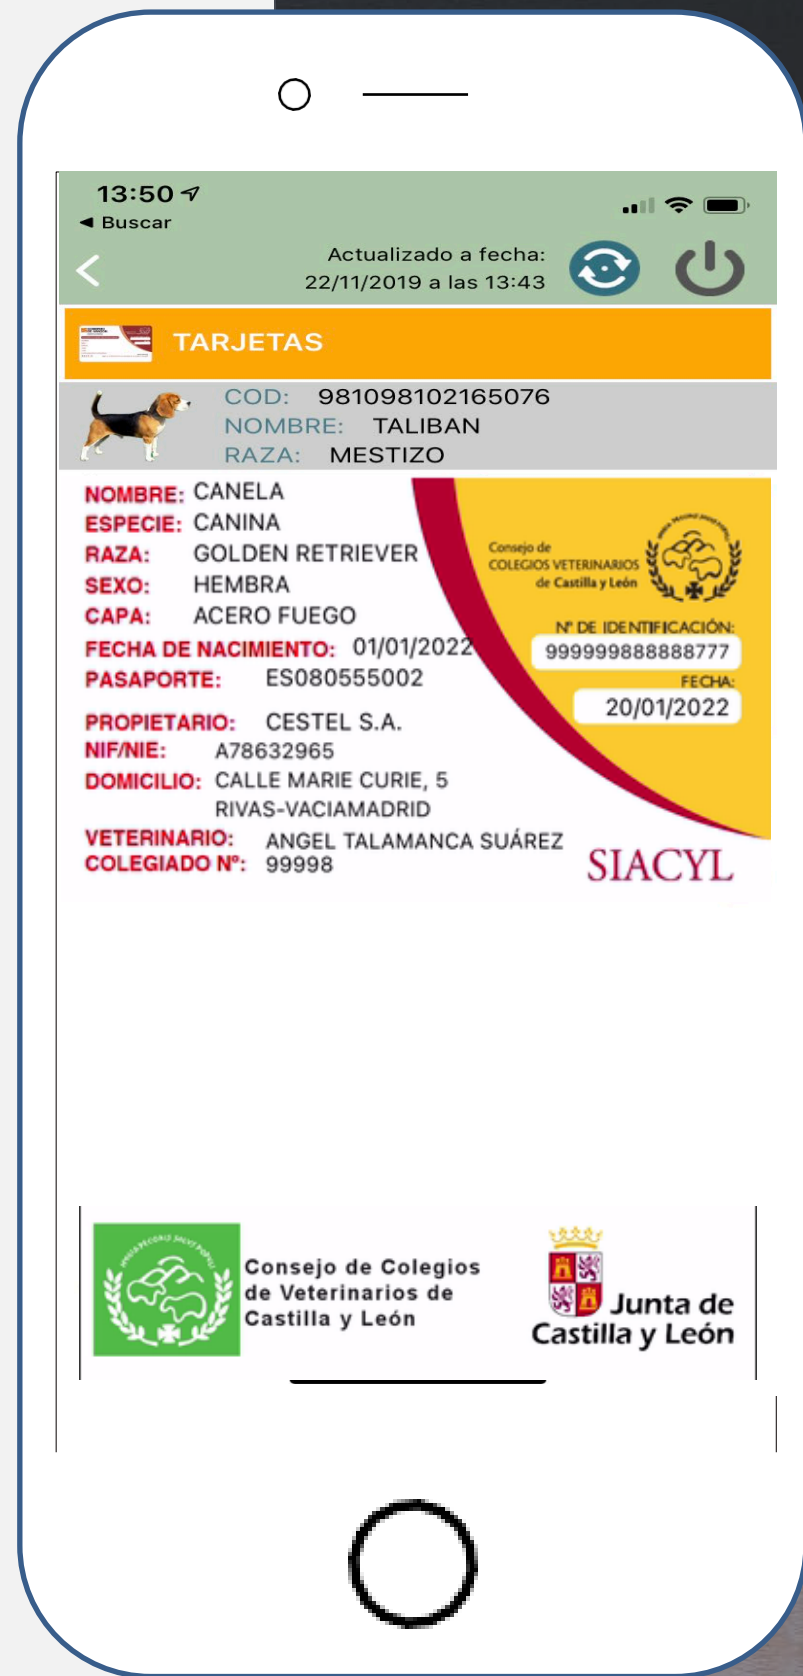 13:50
◀ Buscar
Actualizado a fecha:
22/11/2019 a las 13:43
TARJETAS
COD: 981098102165076
NOMBRE: TALIBAN
RAZA: MESTIZO
NOMBRE: CANELA
ESPECIE: CANINA
RAZA: GOLDEN RETRIEVER
SEXO: HEMBRA
CAPA: ACERO FUEGO
FECHA DE NACIMIENTO: 01/01/2022
PASAPORTE: ES080555002
PROPIETARIO: CESTEL S.A.
NIF/NIE: A78632965
DOMICILIO: CALLE MARIE CURIE, 5
RIVAS-VACIAMADRID
VETERINARIO: ANGEL TALAMANCA SUÁREZ
COLEGIADO Nº: 99998
Consejo de
COLEGIOS VETERINARIOS
de Castilla y León
Nº DE IDENTIFICACIÓN:
999999888888777
FECHA:
20/01/2022
SIACYL
HYGIA PECORIS SALUS POPULI
Consejo de Colegios
de Veterinarios de
Castilla y León
Junta de
Castilla y León